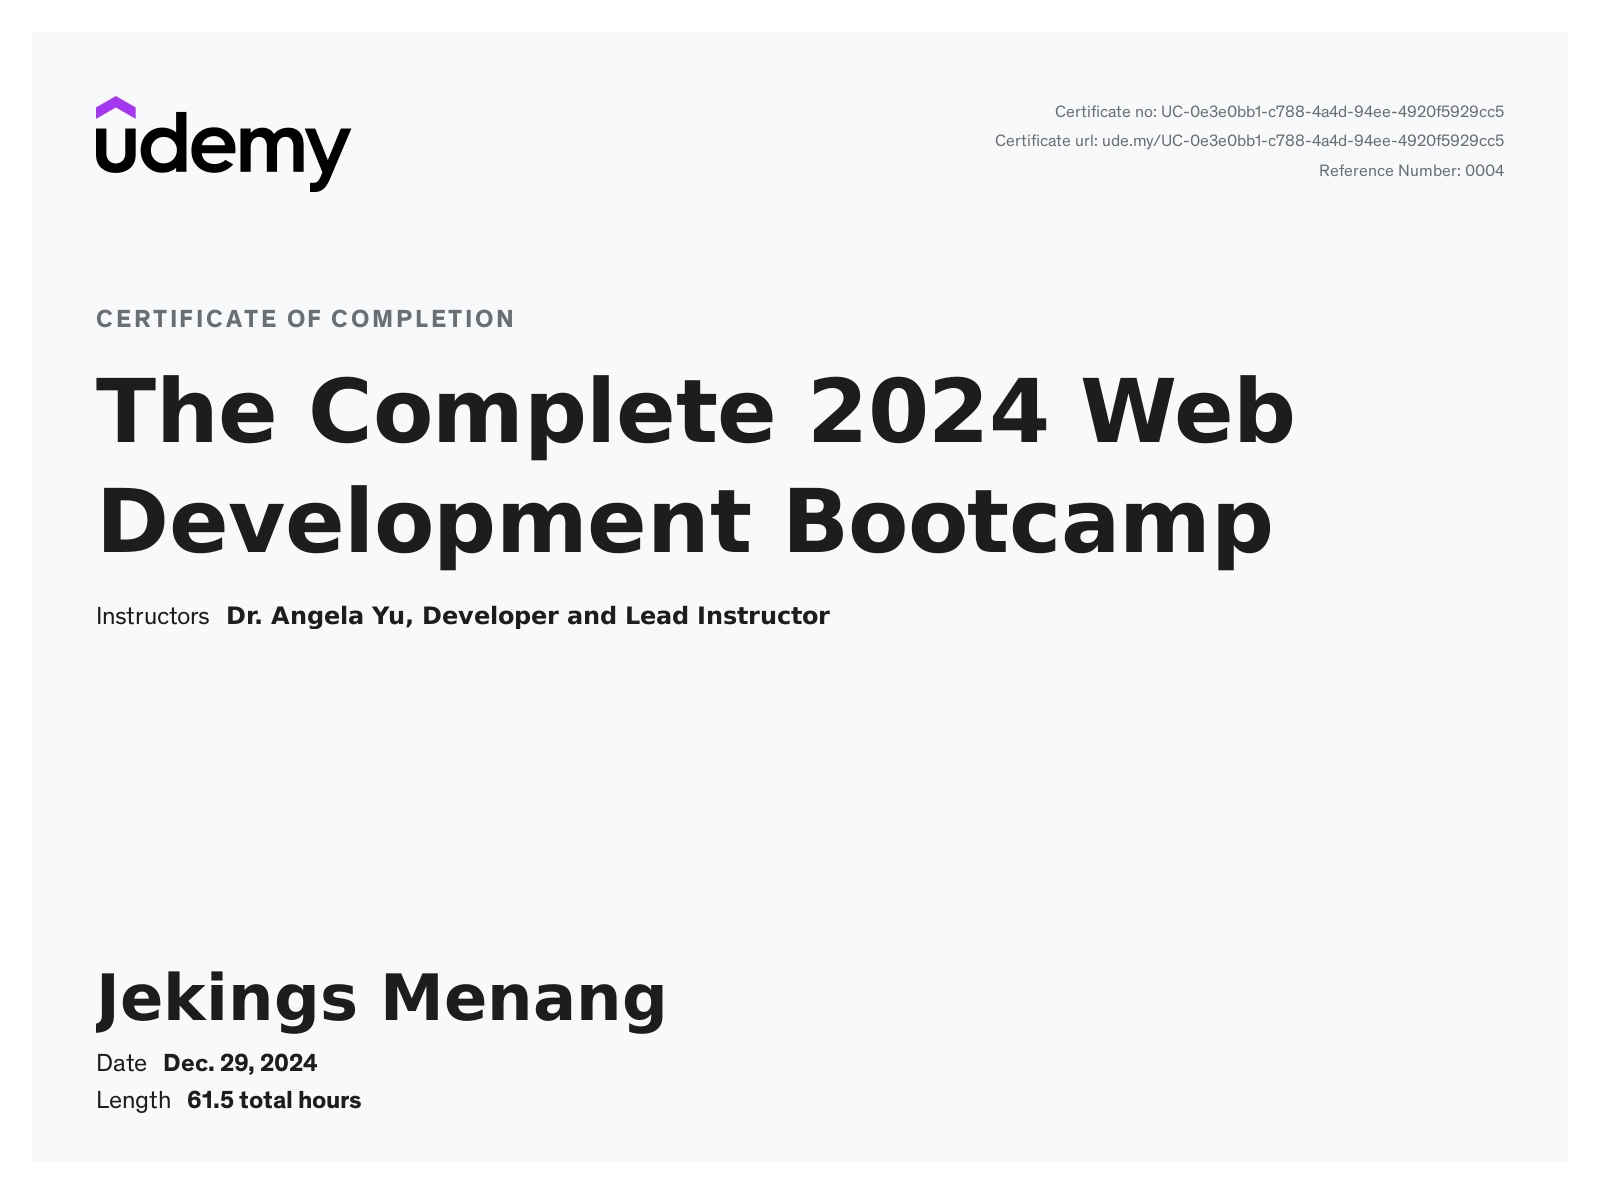 udemy
Certificate no: UC-0e3e0bb1-c788-4a4d-94ee-4920f5929cc5
Certificate url: ude.my/UC-0e3e0bb1-c788-4a4d-94ee-4920f5929cc5
Reference Number: 0004
CERTIFICATE OF COMPLETION
The Complete 2024 Web
Development Bootcamp
Instructors Dr. Angela Yu, Developer and Lead Instructor
Jekings Menang
Date Dec. 29, 2024
Length 61.5 total hours